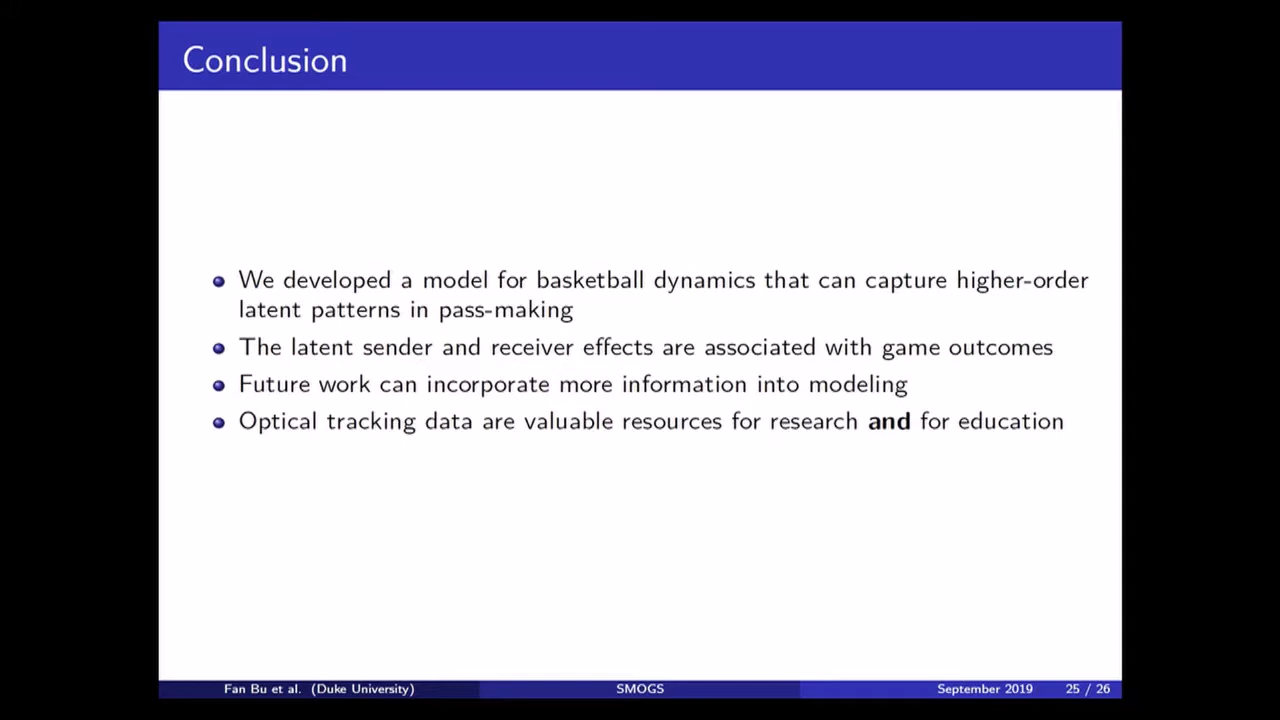 Conclusion
We developed a model for basketball dynamics that can capture higher-order
latent patterns in pass-making
The latent sender and receiver effects are associated with game outcomes
Future work can incorporate more information into modeling
Optical tracking data are valuable resources for research and for education
Fan Bu et al. (Duke University) SMOGS September 2019 25 / 26